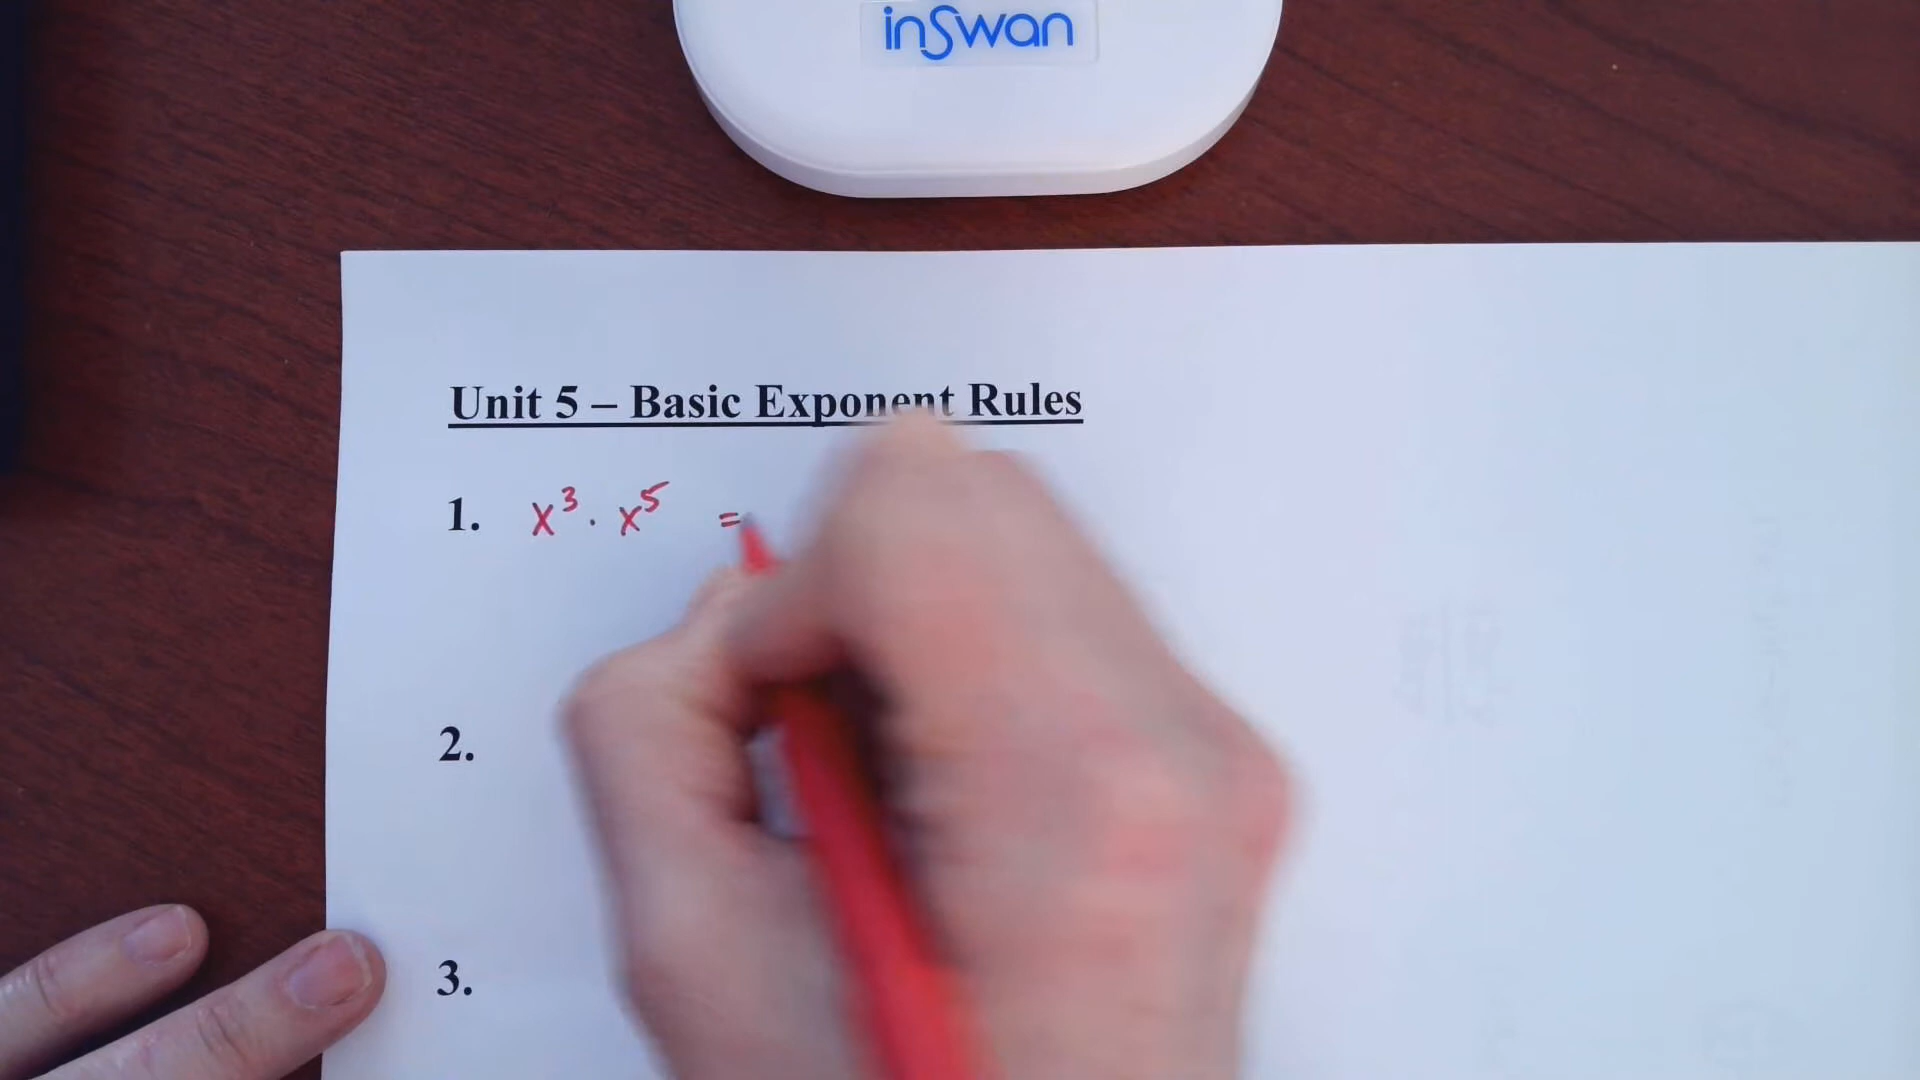 inSwan
Unit 5 – Basic Exponent Rules
1. x³ · x⁵ =
2.
3.